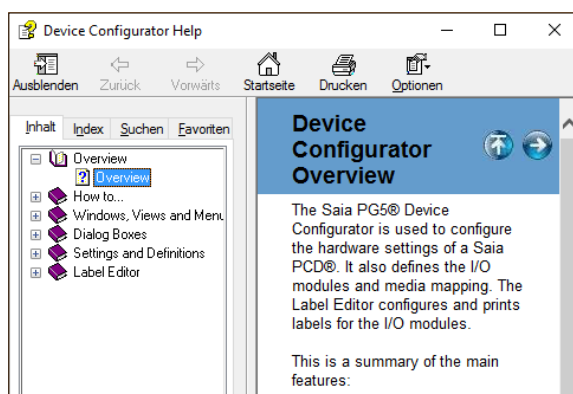 Device Configurator Help
Ausblenden Zurück Vorwärts Startseite Drucken Optionen
Inhalt Index Suchen Favoriten
Overview
Overview
How to...
Windows, Views and Menu
Dialog Boxes
Settings and Definitions
Label Editor
Device
Configurator
Overview
The Saia PG5® Device
Configurator is used to configure
the hardware settings of a Saia
PCD®. It also defines the I/O
modules and media mapping. The
Label Editor configures and prints
labels for the I/O modules.
This is a summary of the main
features: